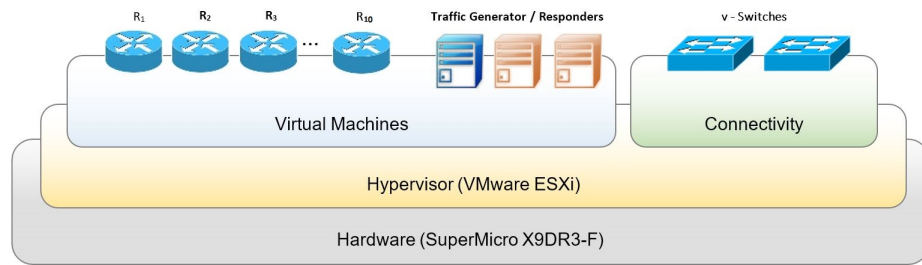 R1 R2 R3 ... R10 Traffic Generator / Responders v - Switches
Virtual Machines Connectivity
Hypervisor (VMware ESXi)
Hardware (SuperMicro X9DR3-F)